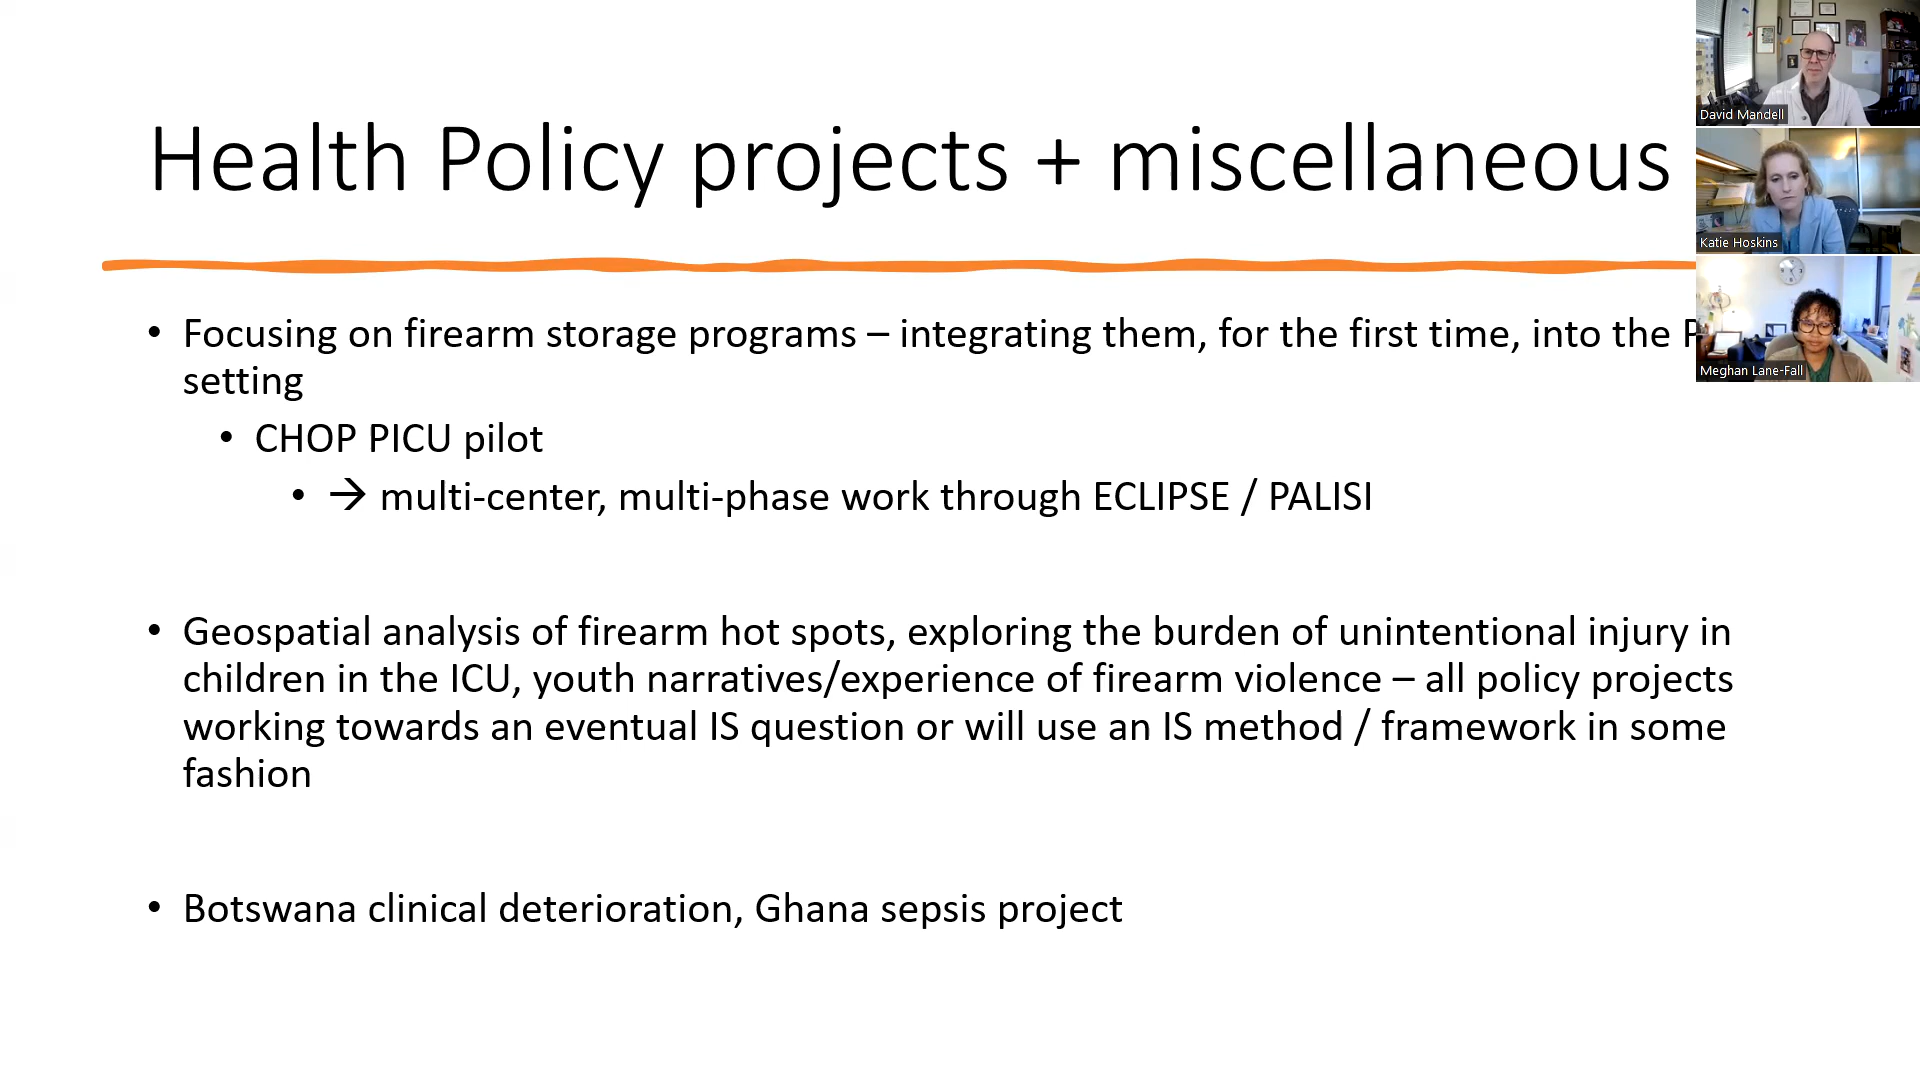 Health Policy projects + miscellaneous
David Mandell
Katie Hoskins
Meghan Lane-Fall
• Focusing on firearm storage programs – integrating them, for the first time, into the
setting
• CHOP PICU pilot
• → multi-center, multi-phase work through ECLIPSE / PALISI
• Geospatial analysis of firearm hot spots, exploring the burden of unintentional injury in
children in the ICU, youth narratives/experience of firearm violence – all policy projects
working towards an eventual IS question or will use an IS method / framework in some
fashion
• Botswana clinical deterioration, Ghana sepsis project